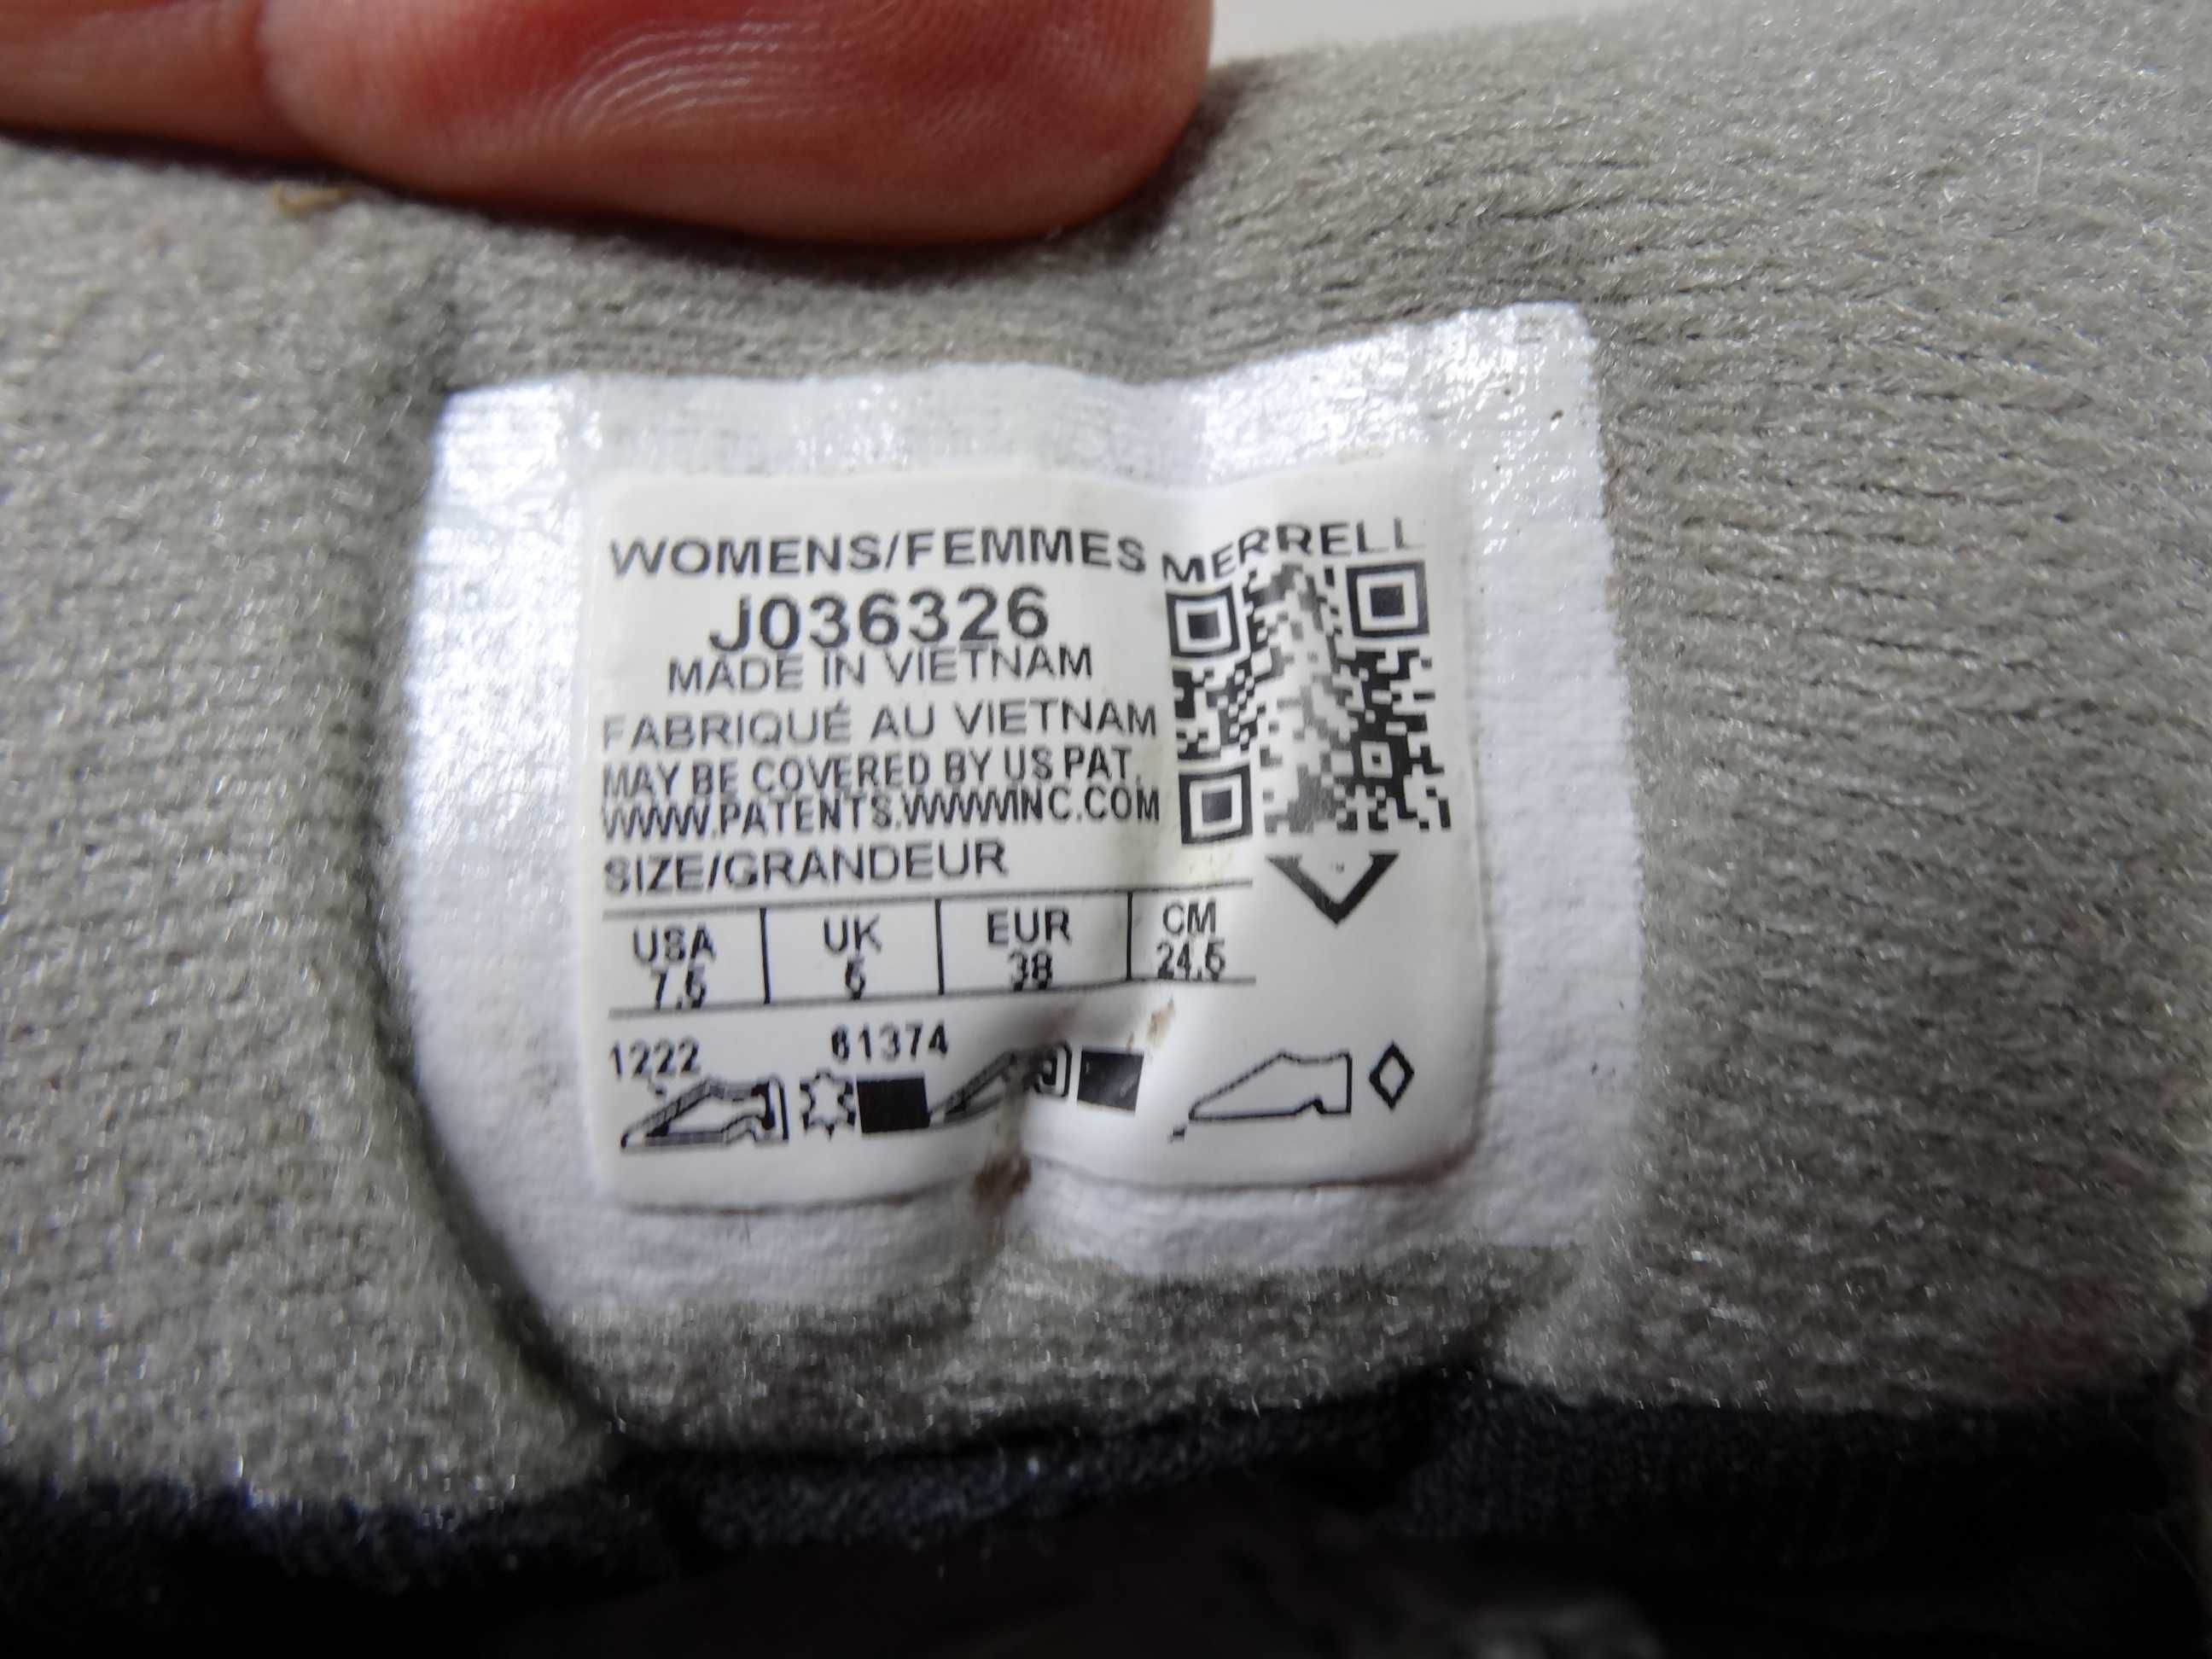 WOMENS/FEMMES MERRELL
J036326
MADE IN VIETNAM
FABRIQUÉ AU VIETNAM
MAY BE COVERED BY US PAT.
WWW.PATENTS.WWWINC.COM
SIZE/GRANDEUR
USA UK EUR CM
7.5 5 38 24.5
1222 61374